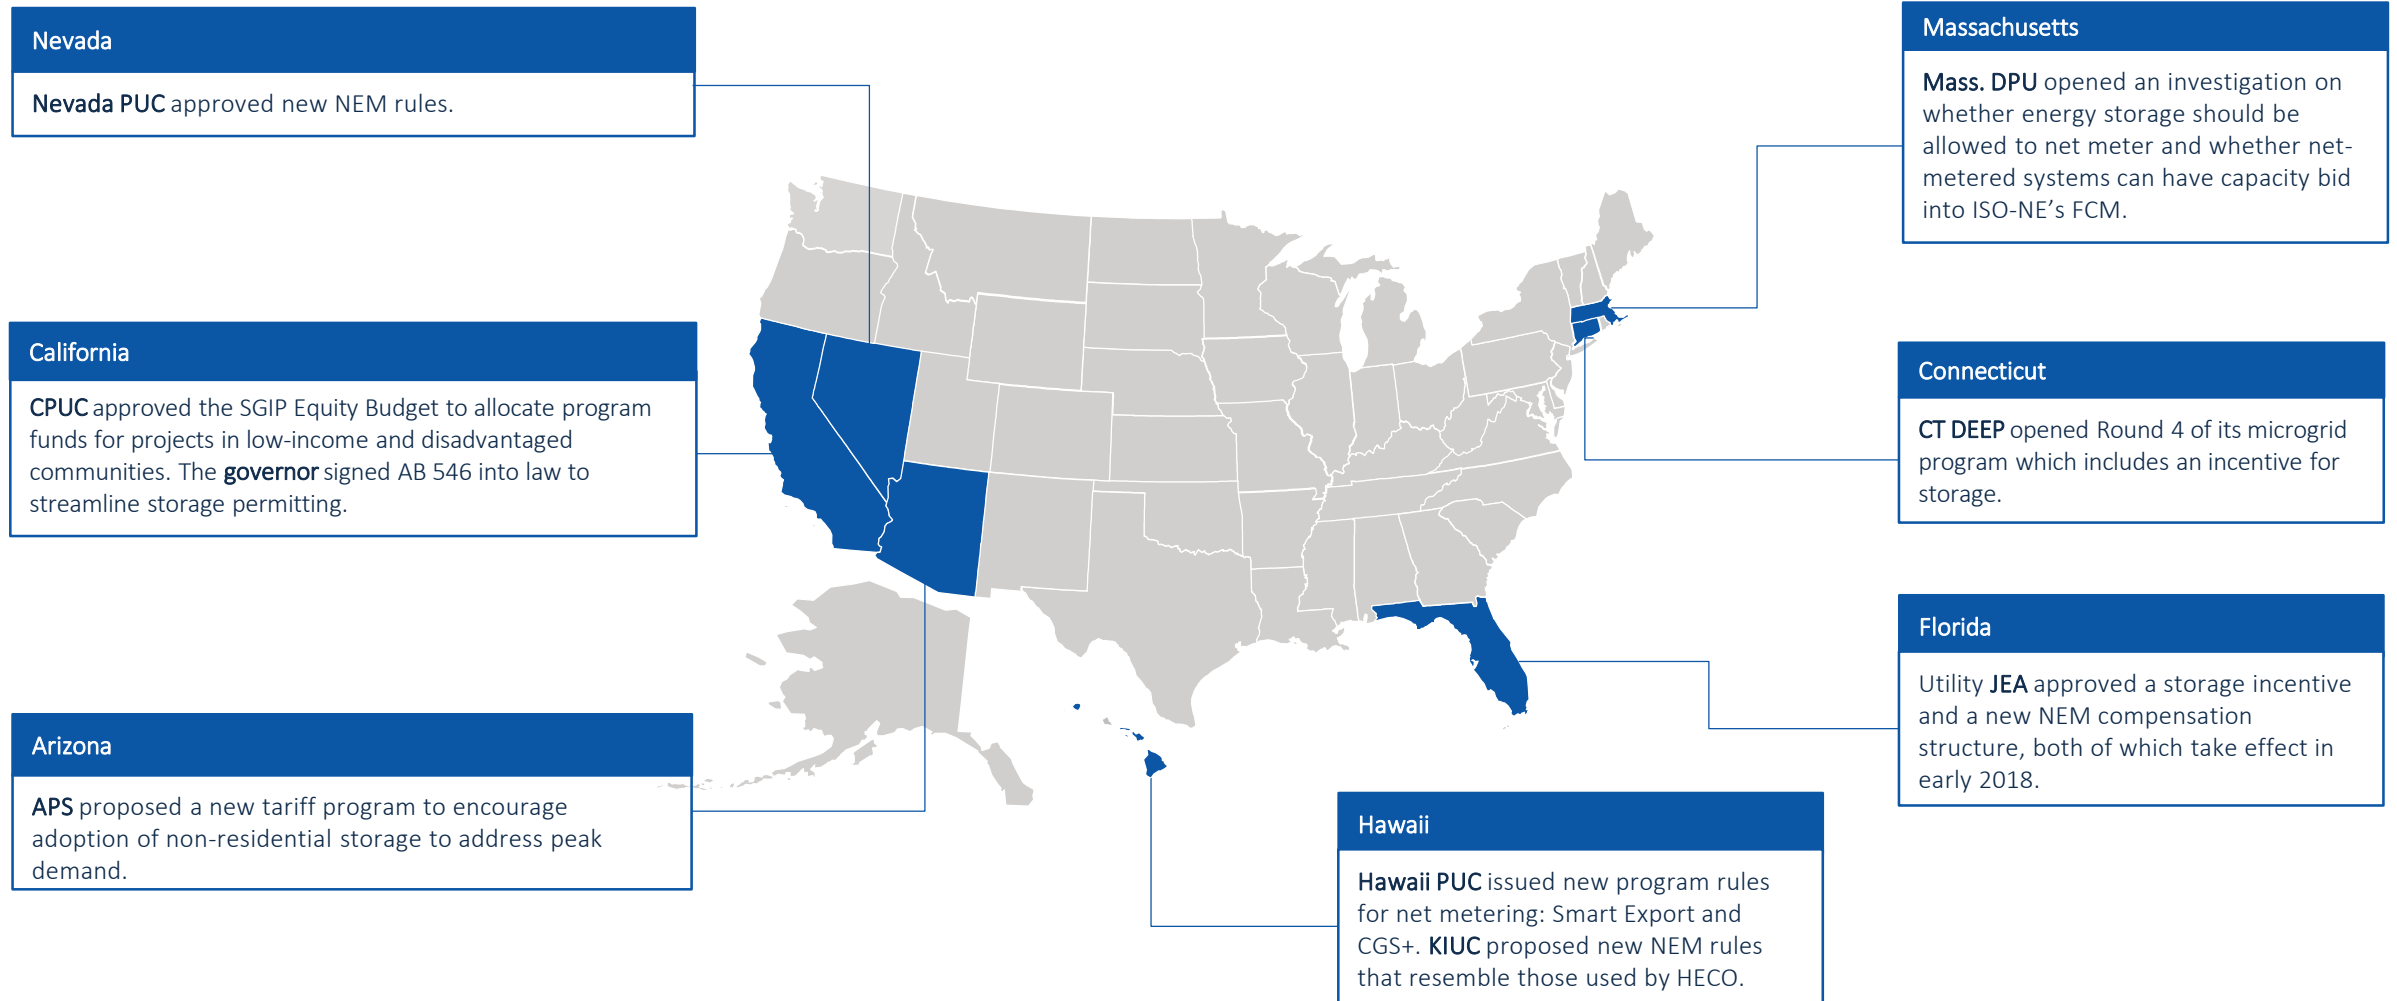 Nevada
Nevada PUC approved new NEM rules.
California
CPUC approved the SGIP Equity Budget to allocate program
funds for projects in low-income and disadvantaged
communities. The governor signed AB 546 into law to
streamline storage permitting.
Arizona
APS proposed a new tariff program to encourage
adoption of non-residential storage to address peak
demand.
Massachusetts
Mass. DPU opened an investigation on
whether energy storage should be
allowed to net meter and whether net-
metered systems can have capacity bid
into ISO-NE’s FCM.
Connecticut
CT DEEP opened Round 4 of its microgrid
program which includes an incentive for
storage.
Florida
Utility JEA approved a storage incentive
and a new NEM compensation
structure, both of which take effect in
early 2018.
Hawaii
Hawaii PUC issued new program rules
for net metering: Smart Export and
CGS+. KIUC proposed new NEM rules
that resemble those used by HECO.